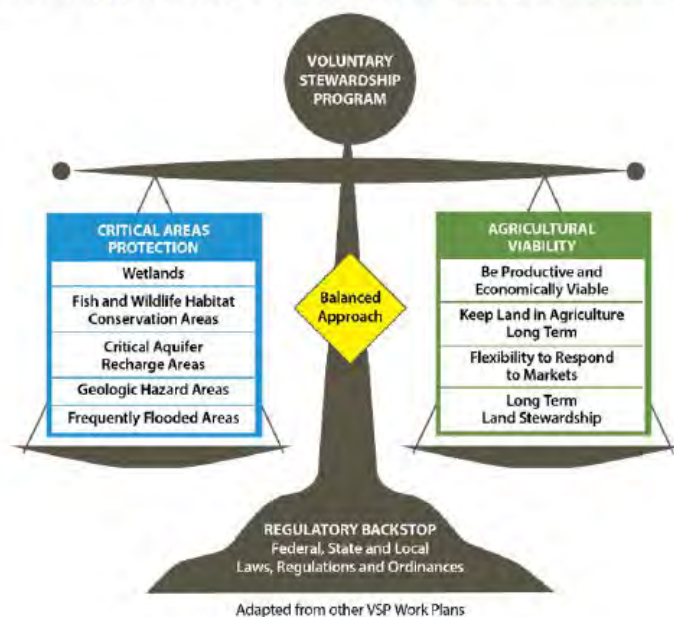 VOLUNTARY
STEWARDSHIP
PROGRAM
CRITICAL AREAS
PROTECTION
Wetlands
Fish and Wildlife Habitat
Conservation Areas
Critical Aquifer
Recharge Areas
Geologic Hazard Areas
Frequently Flooded Areas
Balanced
Approach
AGRICULTURAL
VIABILITY
Be Productive and
Economically Viable
Keep Land in Agriculture
Long Term
Flexibility to Respond
to Markets
Long Term
Land Stewardship
REGULATORY BACKSTOP
Federal, State and Local
Laws, Regulations and Ordinances
Adapted from other VSP Work Plans